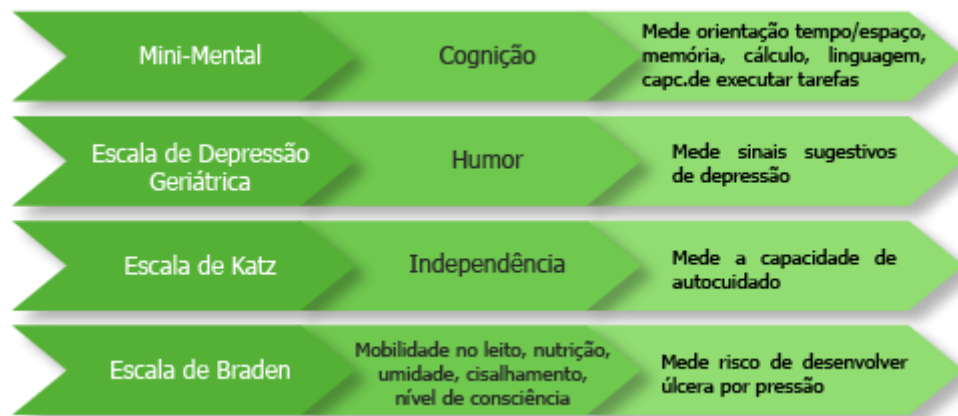 Mini-Mental
Cognição
Mede orientação tempo/espaço,
memória, cálculo, linguagem,
capc.de executar tarefas
Escala de Depressão
Geriátrica
Humor
Mede sinais sugestivos
de depressão
Escala de Katz
Independência
Mede a capacidade de
autocuidado
Escala de Braden
Mobilidade no leito, nutrição,
umidade, cisalhamento,
nível de consciência
Mede risco de desenvolver
úlcera por pressão